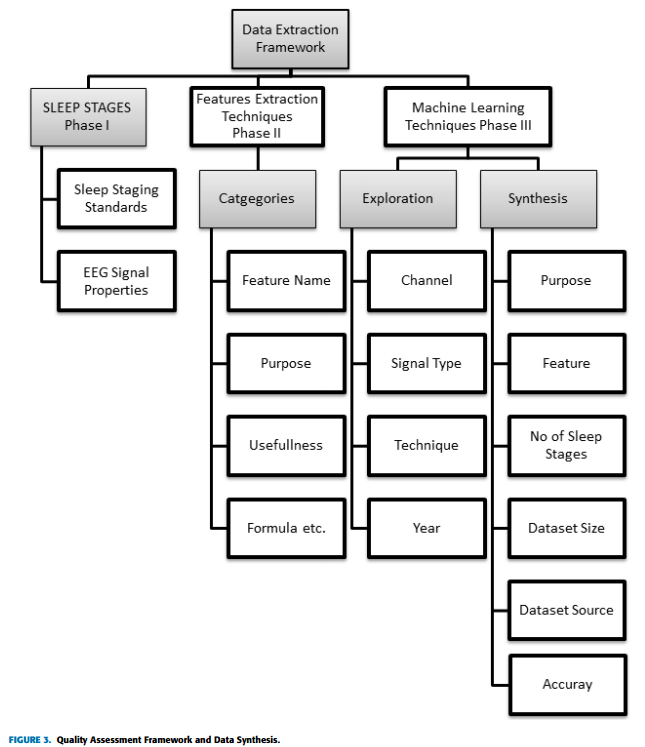 Data Extraction
Framework
SLEEP STAGES
Phase I
Features Extraction
Techniques
Phase II
Machine Learning
Techniques Phase III
Sleep Staging
Standards
EEG Signal
Properties
Catgegories
Exploration
Synthesis
Feature Name
Channel
Purpose
Purpose
Signal Type
Feature
Usefullness
Technique
No of Sleep
Stages
Formula etc.
Year
Dataset Size
Dataset Source
Accuray
FIGURE 3. Quality Assessment Framework and Data Synthesis.